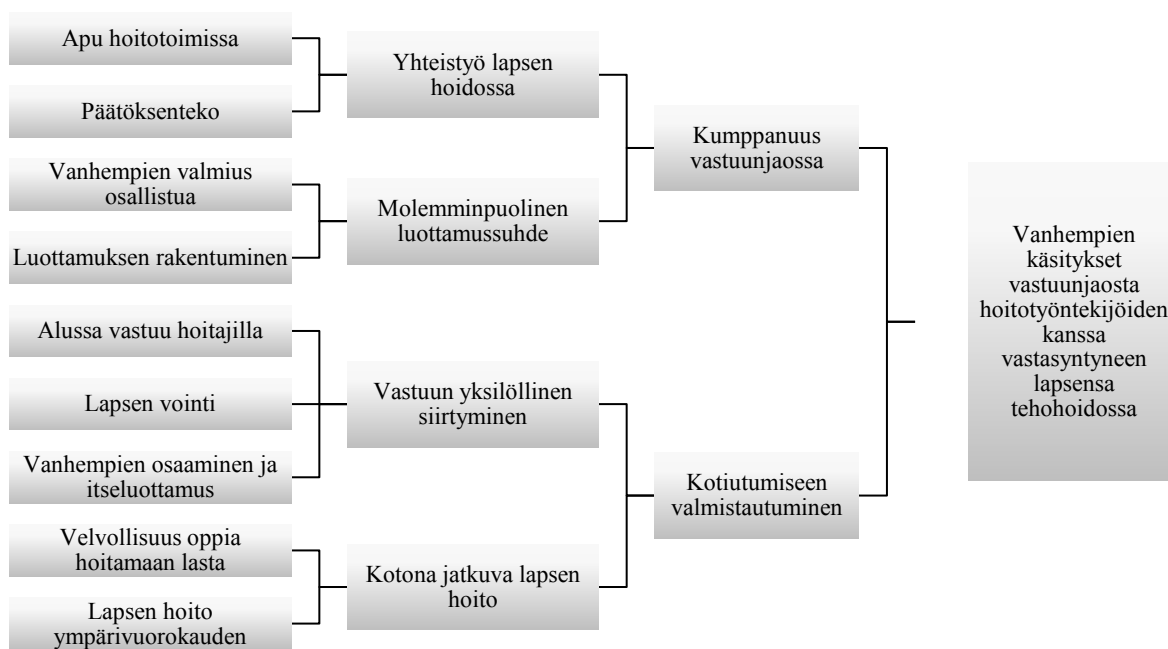 Apu hoitotoimissa
Päätöksenteko
Vanhempien valmius
osallistua
Luottamuksen rakentuminen
Alussa vastuu hoitajilla
Lapsen vointi
Vanhempien osaaminen ja
itseluottamus
Velvollisuus oppia
hoitamaan lasta
Lapsen hoito
ympärivuorokauden
Yhteistyö lapsen
hoidossa
Molemminpuolinen
luottamussuhde
Vastuun yksilöllinen
siirtyminen
Kotona jatkuva lapsen
hoito
Kumppanuus
vastuunjaossa
Kotiutumiseen
valmistautuminen
Vanhempien
käsitykset
vastuunjaosta
hoitotyöntekijöiden
kanssa
vastasyntyneen
lapsensa
tehohoidossa